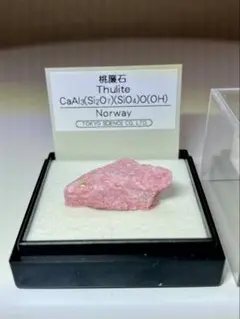 桃簾石
Thulite
CaAl₃(Si₂O₇)(SiO₄)O(OH)
Norway
TOKYO SCIENCE CO., LTD.